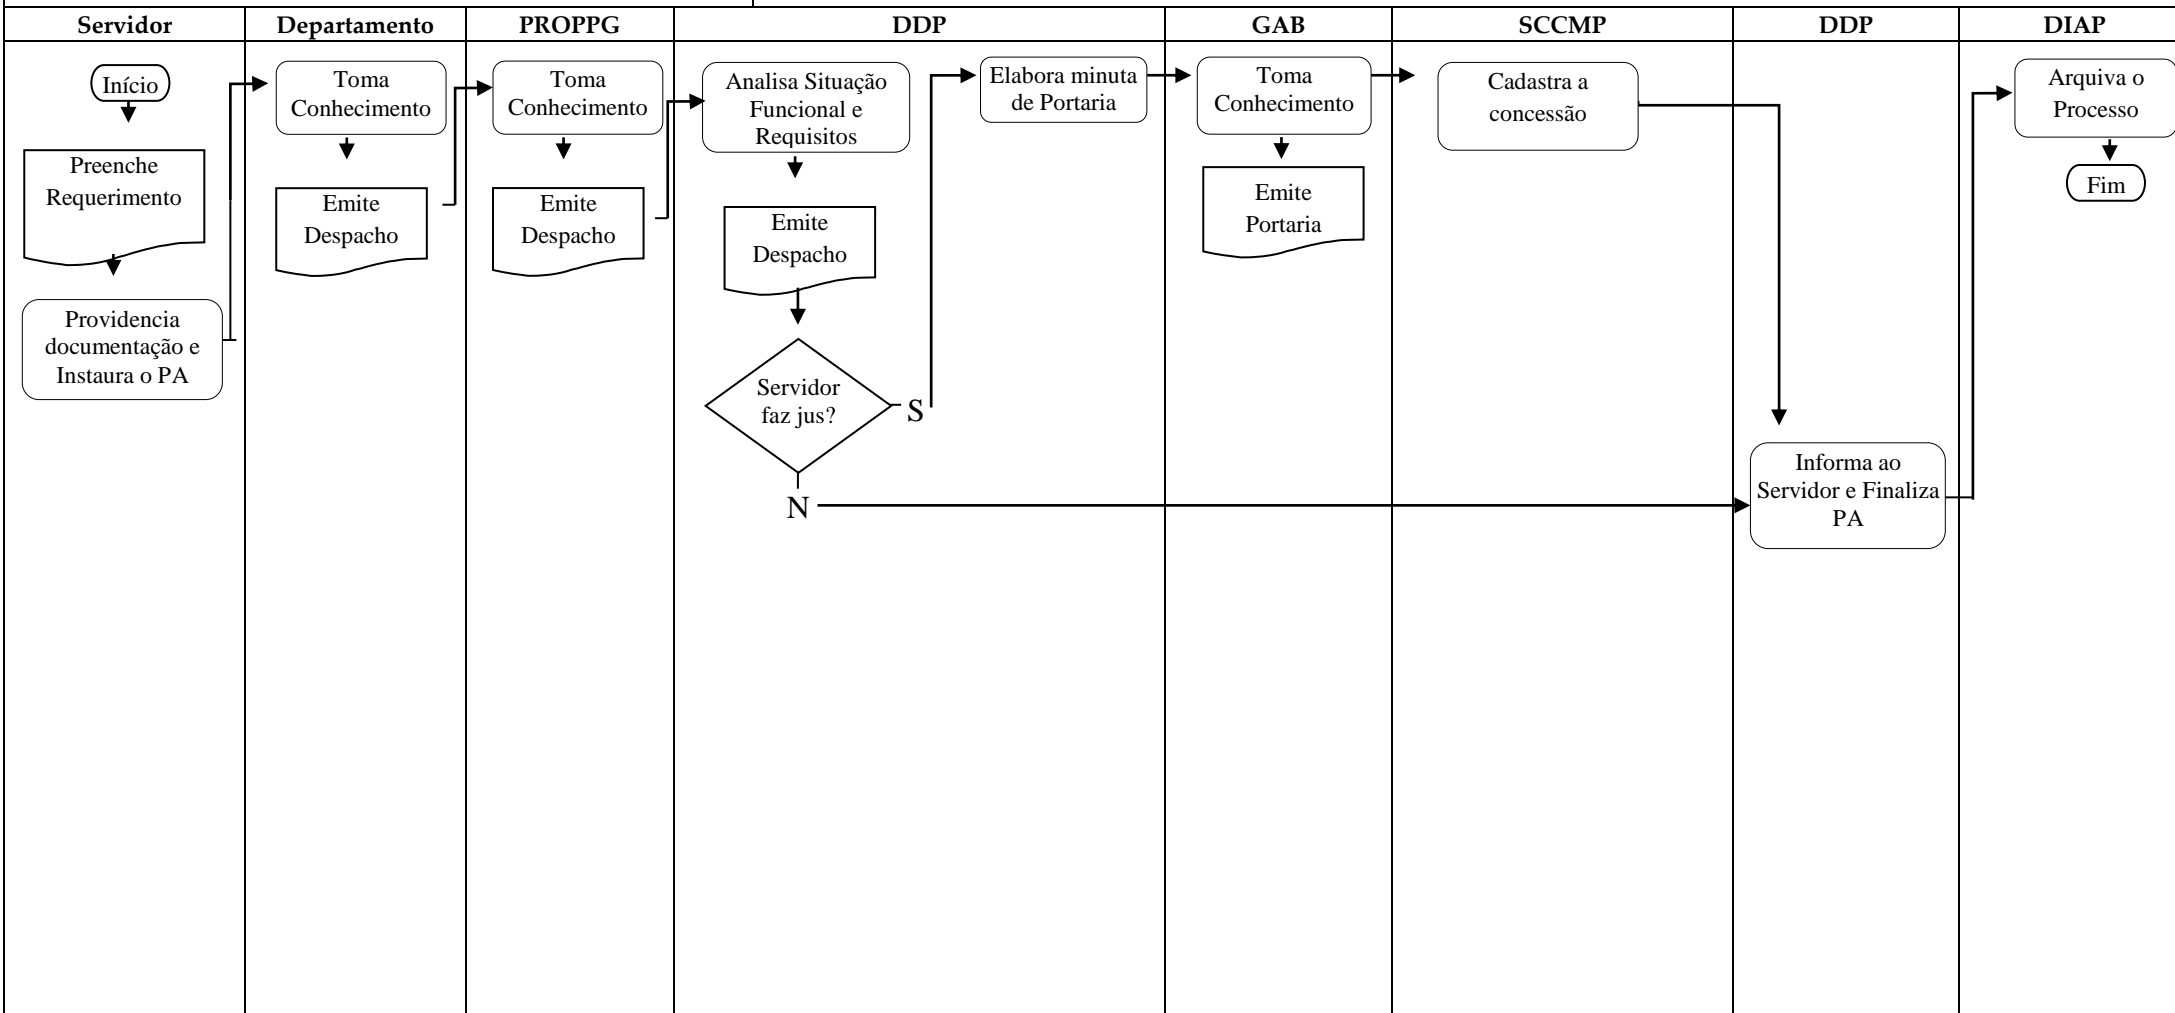 Servidor
Departamento
PROPPG
DDP
GAB
SCCMP
DDP
DIAP
Início
Preenche
Requerimento
Providencia
documentação e
Instaura o PA
Toma
Conhecimento
Emite
Despacho
Toma
Conhecimento
Emite
Despacho
Analisa Situação
Funcional e
Requisitos
Emite
Despacho
Servidor
faz jus?
S
N
Elabora minuta
de Portaria
Toma
Conhecimento
Emite
Portaria
Cadastra a
concessão
Informa ao
Servidor e Finaliza
PA
Arquiva o
Processo
Fim